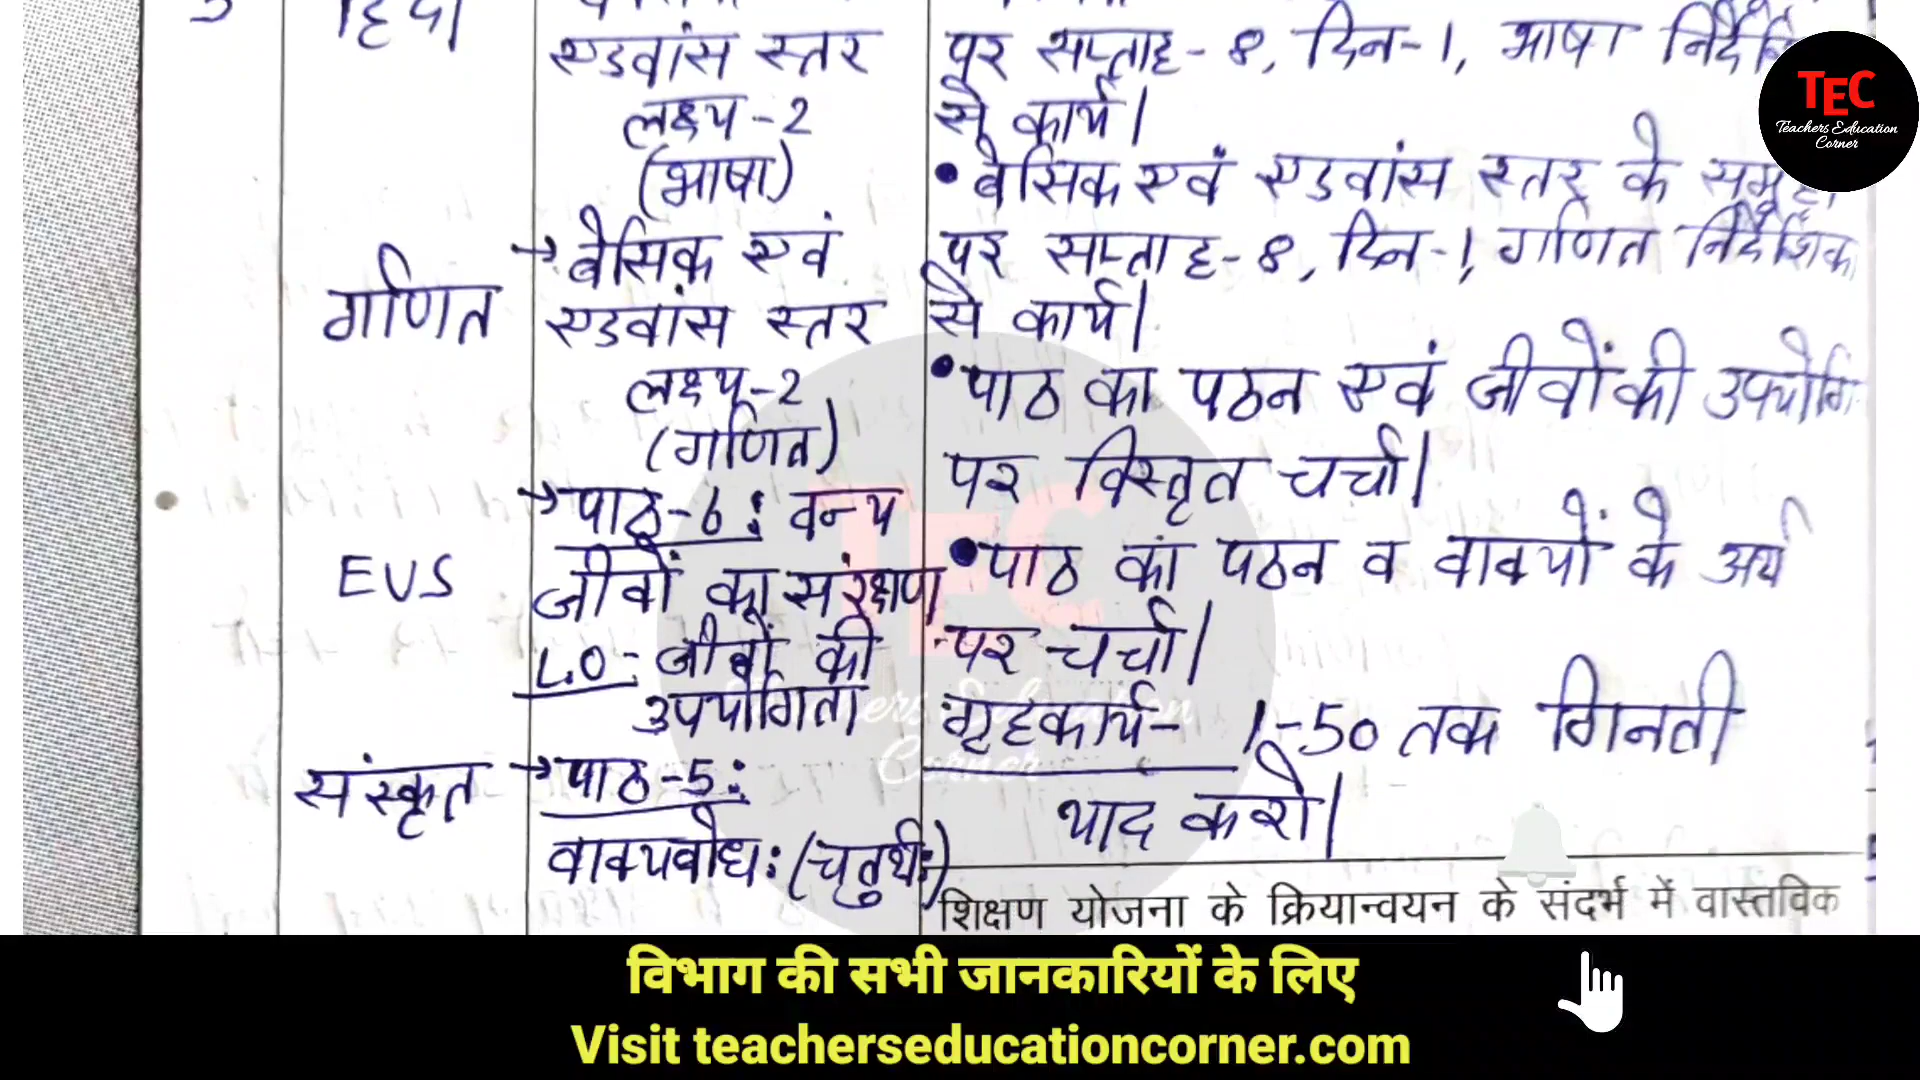 हिंदी
एडवांस स्तर
लक्ष्य-2
(भाषा)
पर सप्ताह-8, दिन-1, भाषा
से कार्य।
•बेसिक एवं एडवांस स्तर के समूह
पर सप्ताह-8, दिन-1, गणित निर्देशिका
से कार्य।
गणित
→बेसिक एवं
एडवांस स्तर
लक्ष्य-2
(गणित)
•पाठ का पठन एवं जीवों की
पर विस्तृत चर्चा।
EVS
→पाठ-6: वन्य
जीवों का संरक्षण
L.O-जीवों की
उपयोगिता
•पाठ का पठन व वाक्यों के अर्थ
पर चर्चा।
गृहकार्य- 1-50 तक गिनती
याद करो।
संस्कृत
→पाठ-5:
वाक्यबोधः (चतुर्थः)
शिक्षण योजना के क्रियान्वयन के संदर्भ में वास्तविक
TEC
Teachers Education
Corner
विभाग की सभी जानकारियों के लिए
Visit teacherseducationcorner.com